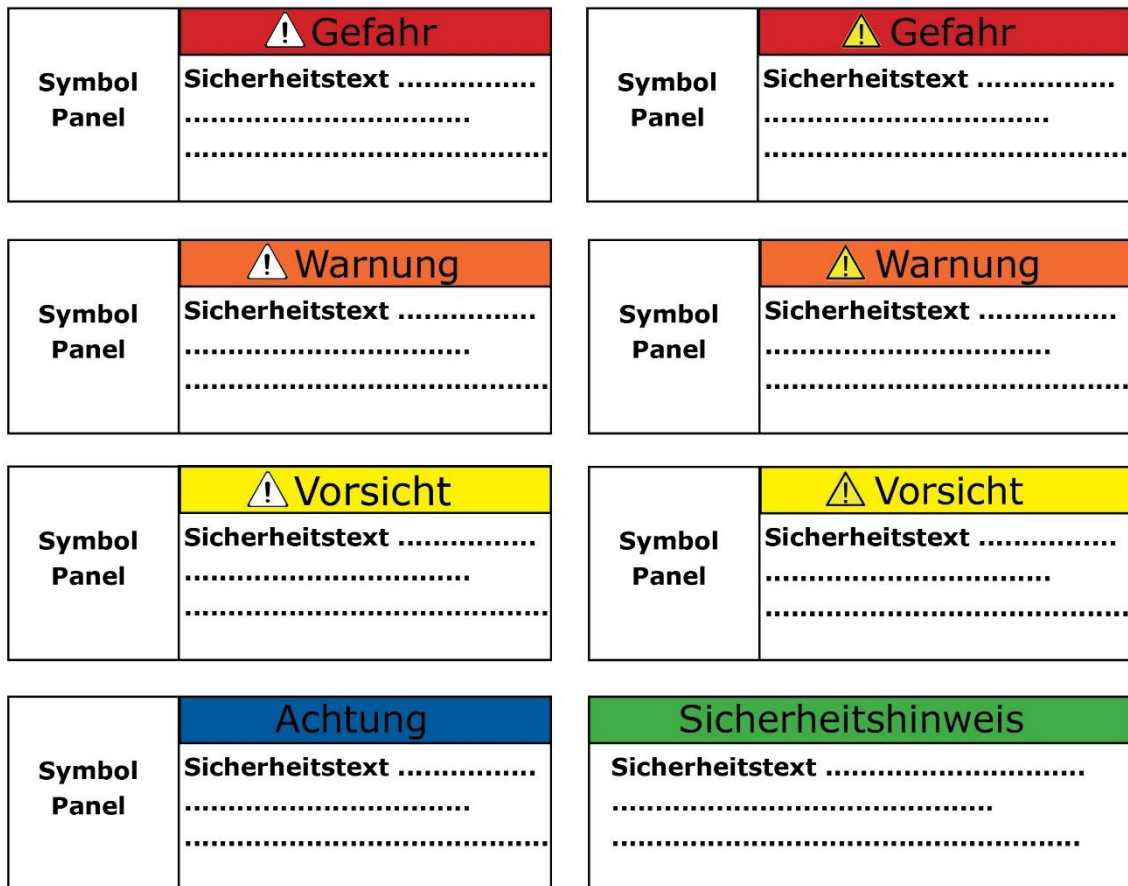 Gefahr
Symbol
Panel
Sicherheitstext ................
.................................
..........................................
Gefahr
Symbol
Panel
Sicherheitstext ................
.................................
..........................................
Warnung
Symbol
Panel
Sicherheitstext ................
.................................
..........................................
Warnung
Symbol
Panel
Sicherheitstext ................
.................................
..........................................
Vorsicht
Symbol
Panel
Sicherheitstext ................
.................................
..........................................
Vorsicht
Symbol
Panel
Sicherheitstext ................
.................................
..........................................
Achtung
Symbol
Panel
Sicherheitstext ................
.................................
..........................................
Sicherheitshinweis
Sicherheitstext ..............................
............................................
......................................................